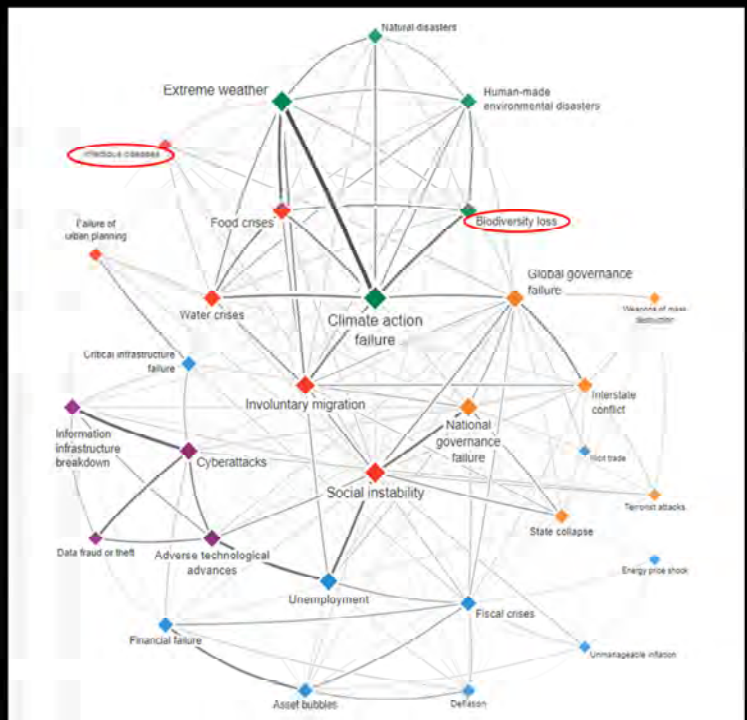 Natural disasters
Extreme weather
Human-made
environmental disasters
Infectious diseases
Food crises
Biodiversity loss
Failure of
urban planning
Global governance
failure
Water crises
Climate action
failure
Weapons of mass
destruction
Critical infrastructure
failure
Involuntary migration
Interstate
conflict
National
governance
failure
Information
infrastructure
breakdown
Cyberattacks
Illicit trade
Social instability
Terrorist attacks
State collapse
Data fraud or theft
Adverse technological
advances
Energy price shock
Unemployment
Fiscal crises
Financial failure
Unmanageable inflation
Asset bubbles
Deflation